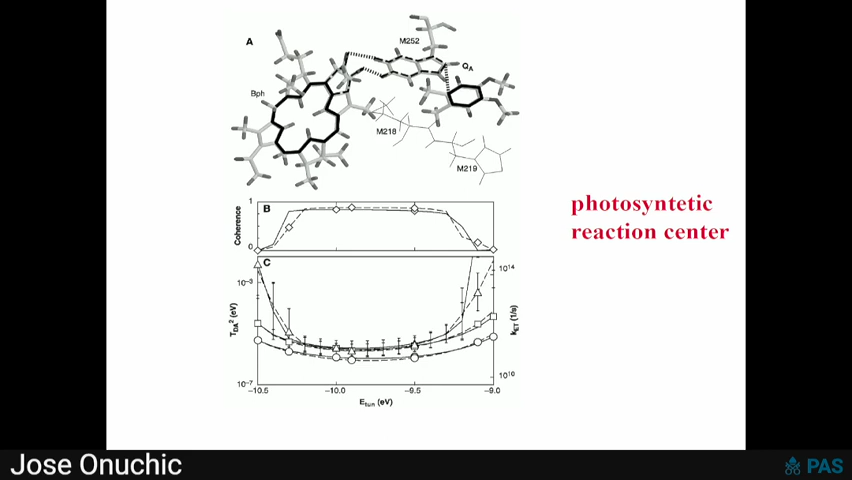 A
M252
QA
Bph
M218
M219
B
Coherence
1
0
photosyntetic
reaction center
C
10⁻³
10⁻⁷
TDA² (eV)
10¹⁴
10¹⁰
kET (1/s)
−10.5 −10.0 −9.5 −9.0
Etun (eV)
Jose Onuchic
PAS